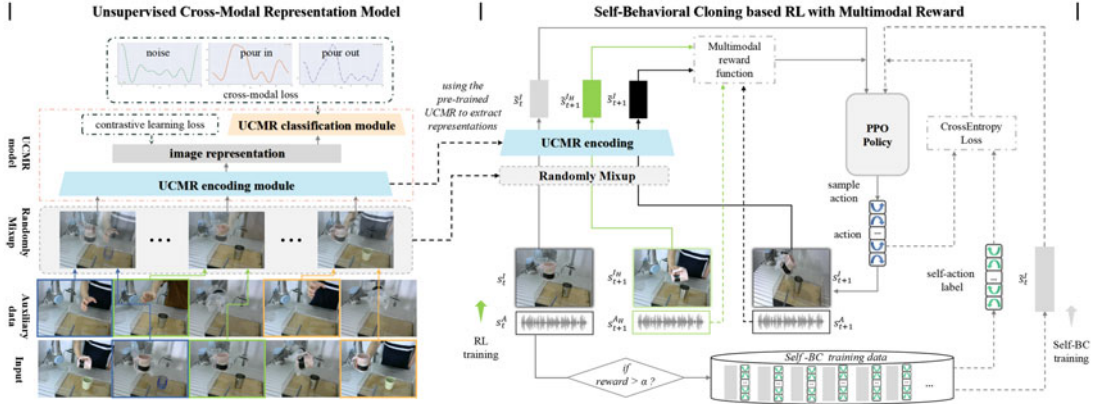 Unsupervised Cross-Modal Representation Model
noise
pour in
pour out
cross-modal loss
contrastive learning loss
UCMR classification module
image representation
UCMR encoding module
UCMR
model
Randomly
Mixup
Auxiliary
data
Input
using the
pre-trained
UCMR to extract
representations
Self-Behavioral Cloning based RL with Multimodal Reward
Multimodal
reward
function
UCMR encoding
Randomly Mixup
PPO
Policy
CrossEntropy
Loss
sample
action
action
self-action
label
RL
training
Self-BC
training
if
reward > α ?
Self -BC training data
...